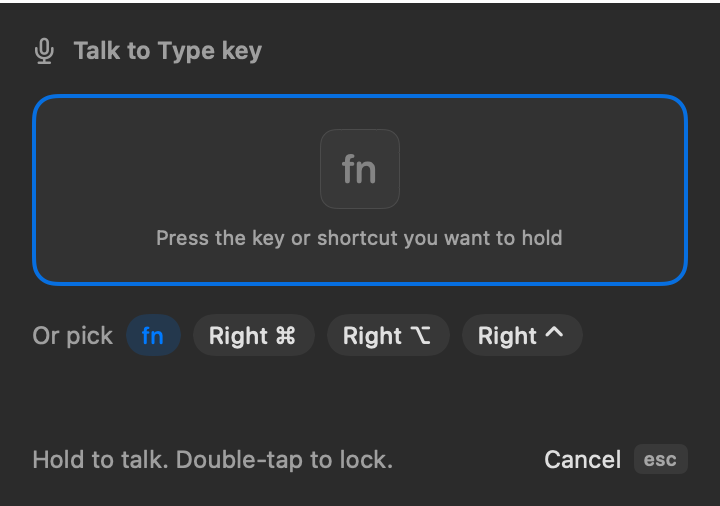 Talk to Type key
fn
Press the key or shortcut you want to hold
Or pick fn Right ⌘ Right ⌥ Right ^
Hold to talk. Double-tap to lock. Cancel esc